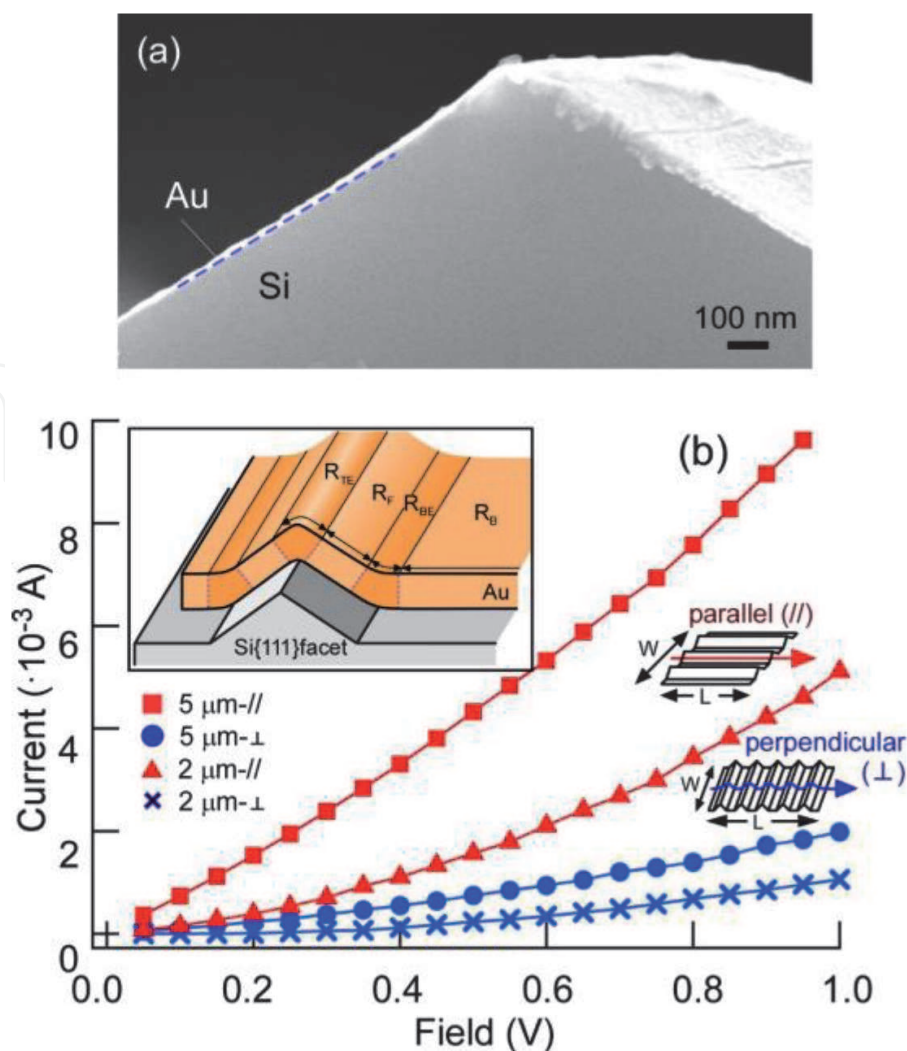 (a)
Au
Si
100 nm
(b)
R_TE
R_F
R_BE
R_B
Au
Si{111}facet
10
8
6
4
2
0
Current (·10⁻³ A)
5 μm-//
5 μm-⊥
2 μm-//
2 μm-⊥
parallel (//)
W
L
perpendicular
(⊥)
W
L
0.0 0.2 0.4 0.6 0.8 1.0
Field (V)